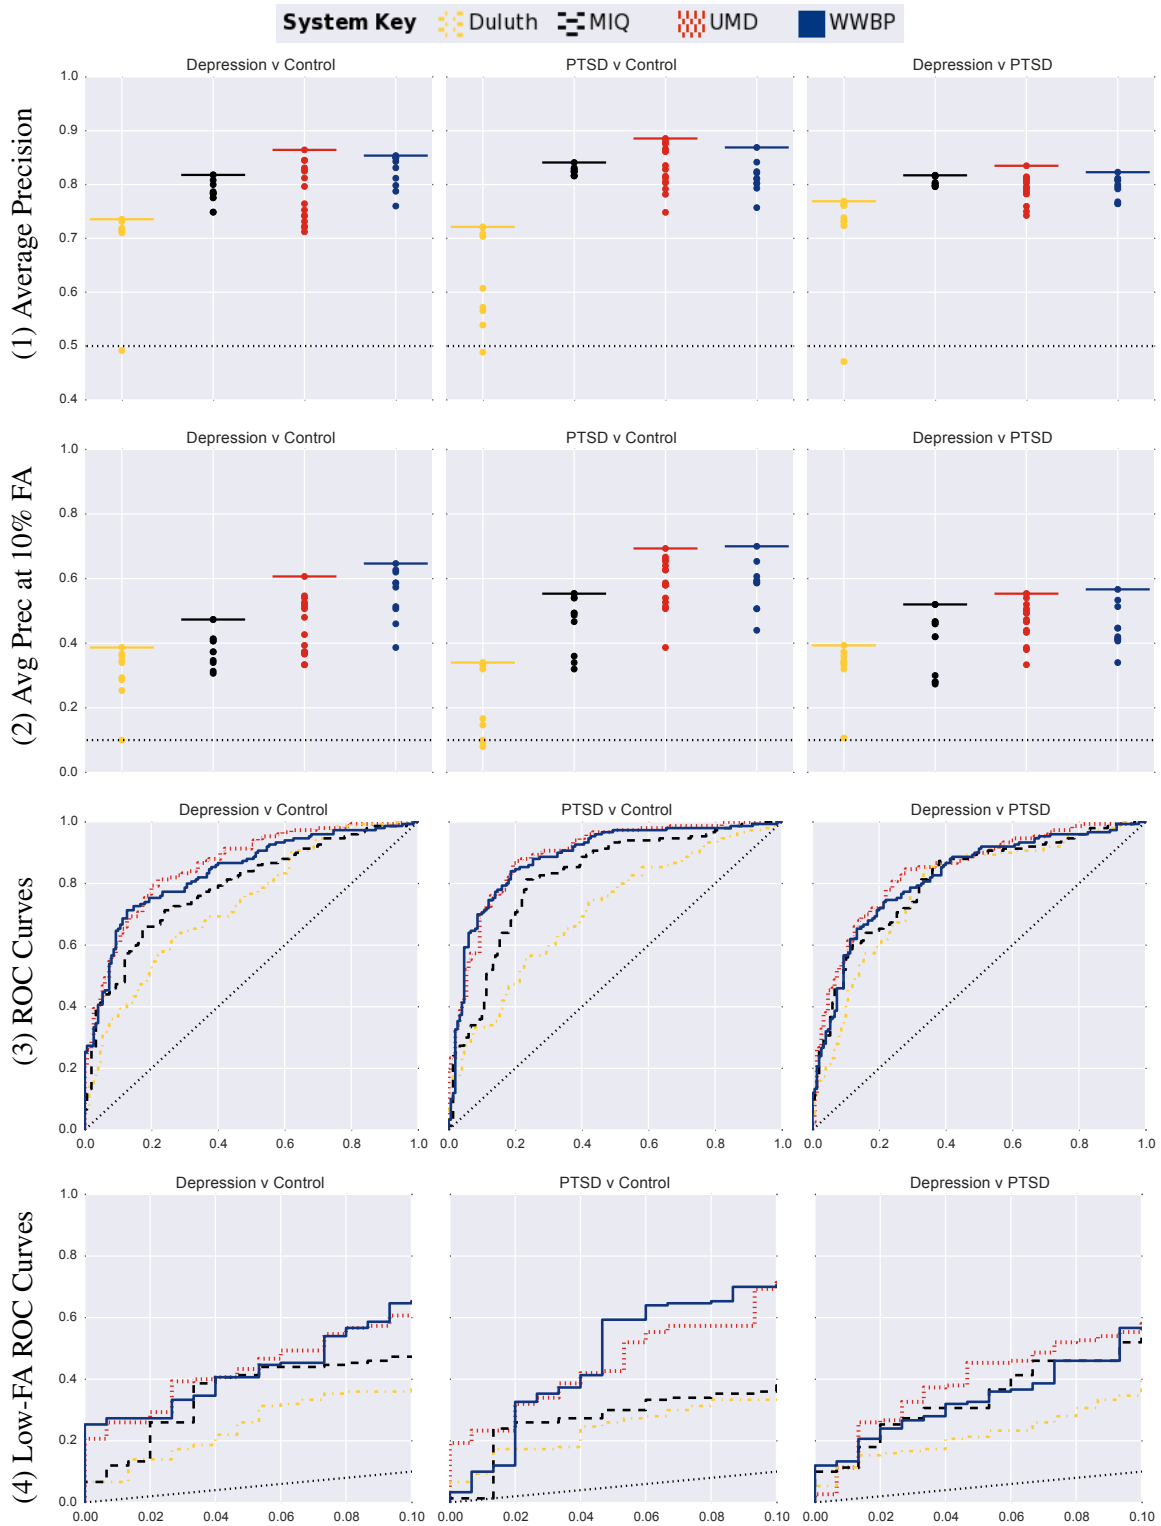 System Key Duluth MIQ UMD WWBP
(1) Average Precision
Depression v Control PTSD v Control Depression v PTSD
1.0
0.9
0.8
0.7
0.6
0.5
0.4
(2) Avg Prec at 10% FA
Depression v Control PTSD v Control Depression v PTSD
1.0
0.8
0.6
0.4
0.2
0.0
(3) ROC Curves
Depression v Control PTSD v Control Depression v PTSD
1.0
0.8
0.6
0.4
0.2
0.0
0.0 0.2 0.4 0.6 0.8 1.0 0.0 0.2 0.4 0.6 0.8 1.0 0.0 0.2 0.4 0.6 0.8 1.0
(4) Low-FA ROC Curves
Depression v Control PTSD v Control Depression v PTSD
1.0
0.8
0.6
0.4
0.2
0.0
0.00 0.02 0.04 0.06 0.08 0.10 0.00 0.02 0.04 0.06 0.08 0.10 0.00 0.02 0.04 0.06 0.08 0.10